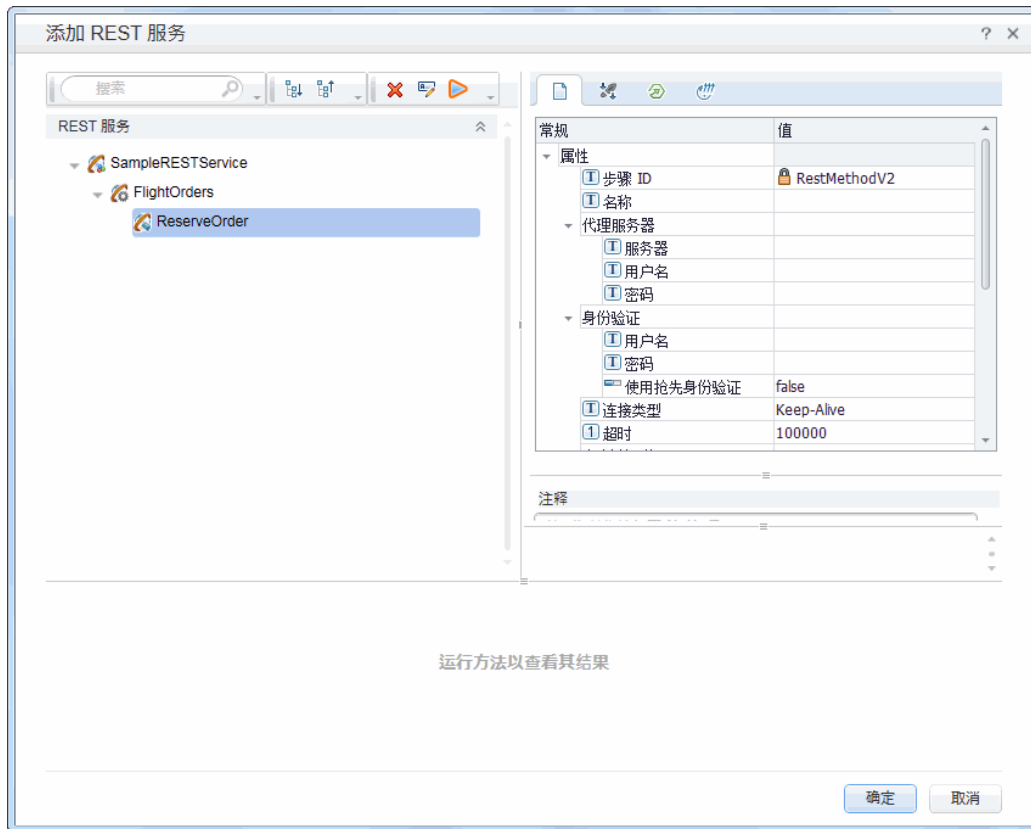 添加 REST 服务
搜索
REST 服务
SampleRESTService
FlightOrders
ReserveOrder
常规 值
属性
步骤 ID RestMethodV2
名称
代理服务器
服务器
用户名
密码
身份验证
用户名
密码
使用抢先身份验证 false
连接类型 Keep-Alive
超时 100000
注释
运行方法以查看其结果
确定 取消